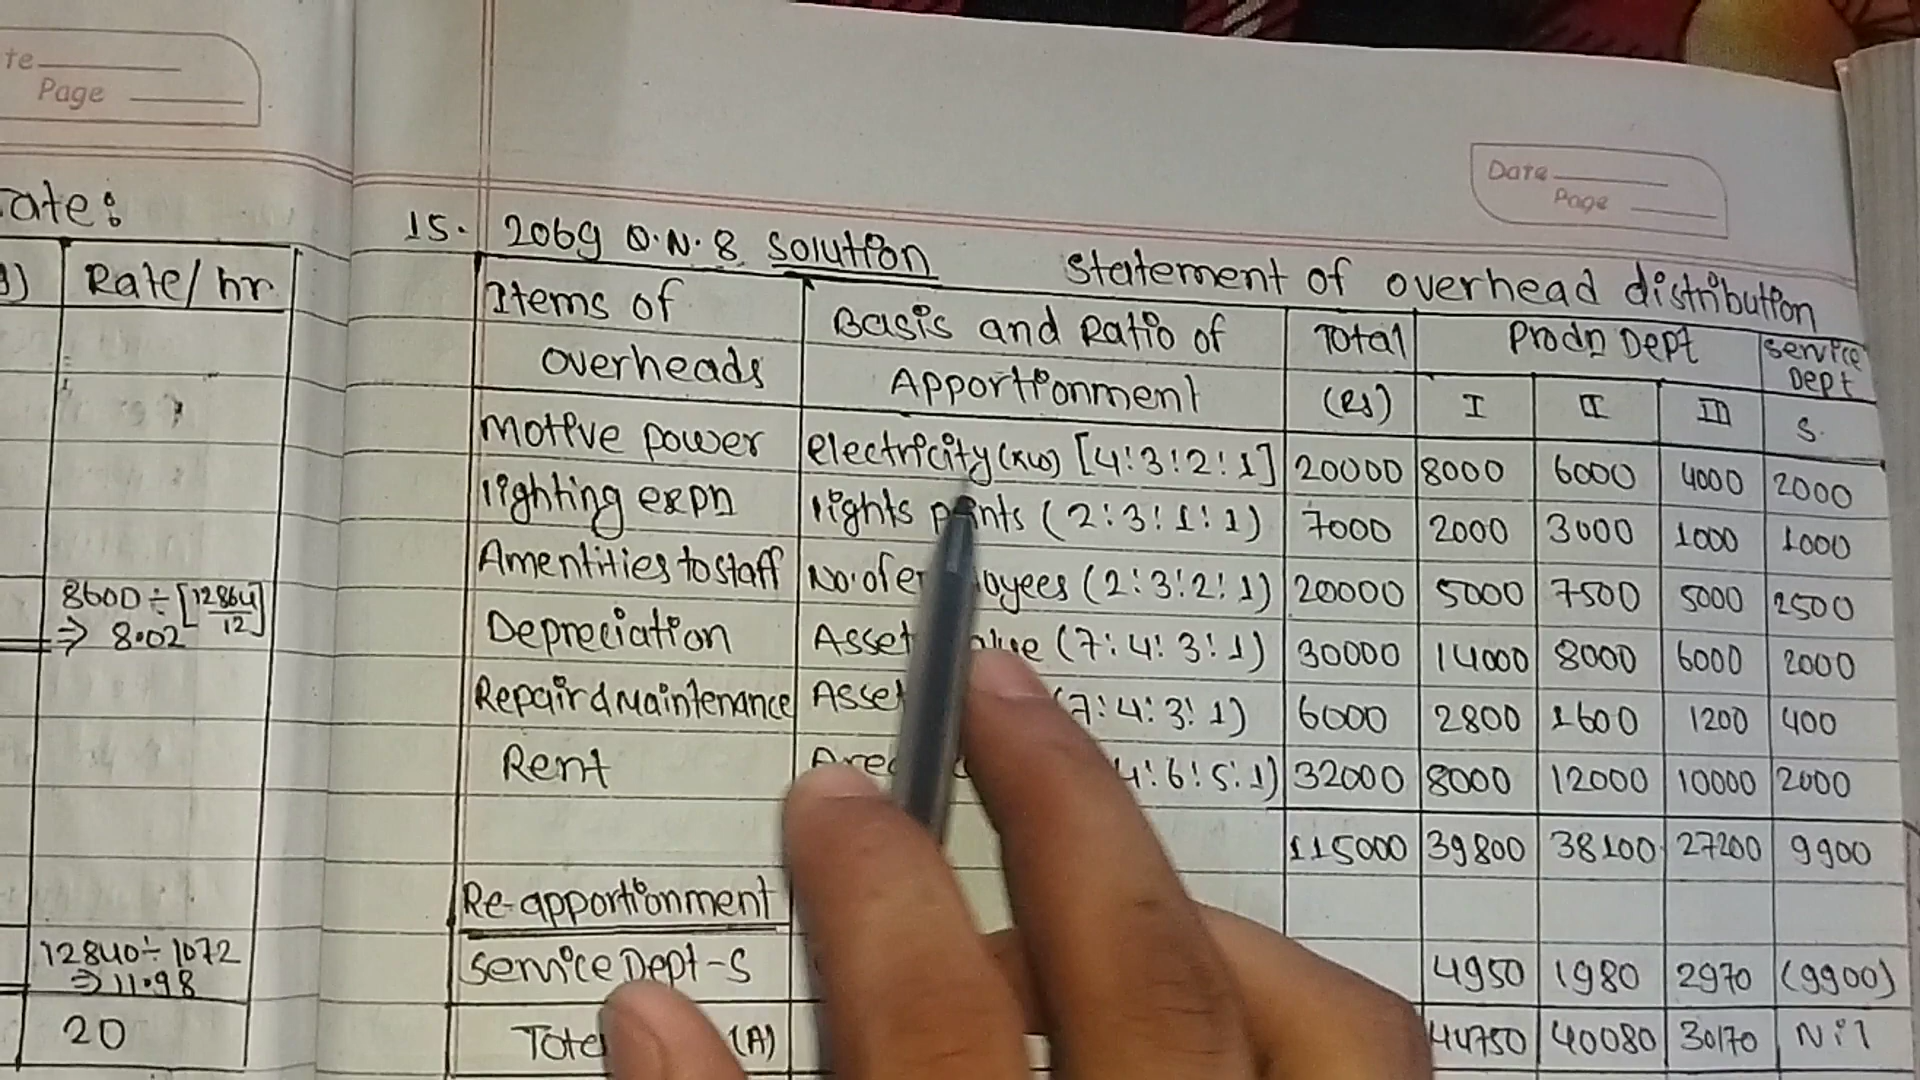 te
Page
ate:
Rate/hr
8600 ÷ [12864/12]
⇒ 8.02
12840 ÷ 1072
⇒ 11.98
20
Date
Page
15. 2069 Q.N.8 Solution Statement of overhead distribution
Items of overheads | Basis and Ratio of Apportionment | Total (Rs) | Prodn Dept I | II | III | Service Dept S.
Motive power | electricity (kw) [4:3:2:1] | 20000 | 8000 | 6000 | 4000 | 2000
lighting expn | lights points (2:3:1:1) | 7000 | 2000 | 3000 | 1000 | 1000
Amentities to staff | No. of (2:3:2:1) | 20000 | 5000 | 7500 | 5000 | 2500
Depreciation | Asset (7:4:3:1) | 30000 | 14000 | 8000 | 6000 | 2000
Repair & Maintenance | Asset (7:4:3:1) | 6000 | 2800 | 1600 | 1200 | 400
Rent | 4:6:5:1) | 32000 | 8000 | 12000 | 10000 | 2000
115000 | 39800 | 38100 | 27200 | 9900
Re-apportionment
Service Dept-S | 4950 | 1980 | 2970 | (9900)
(A) | 44750 | 40080 | 30170 | Nil